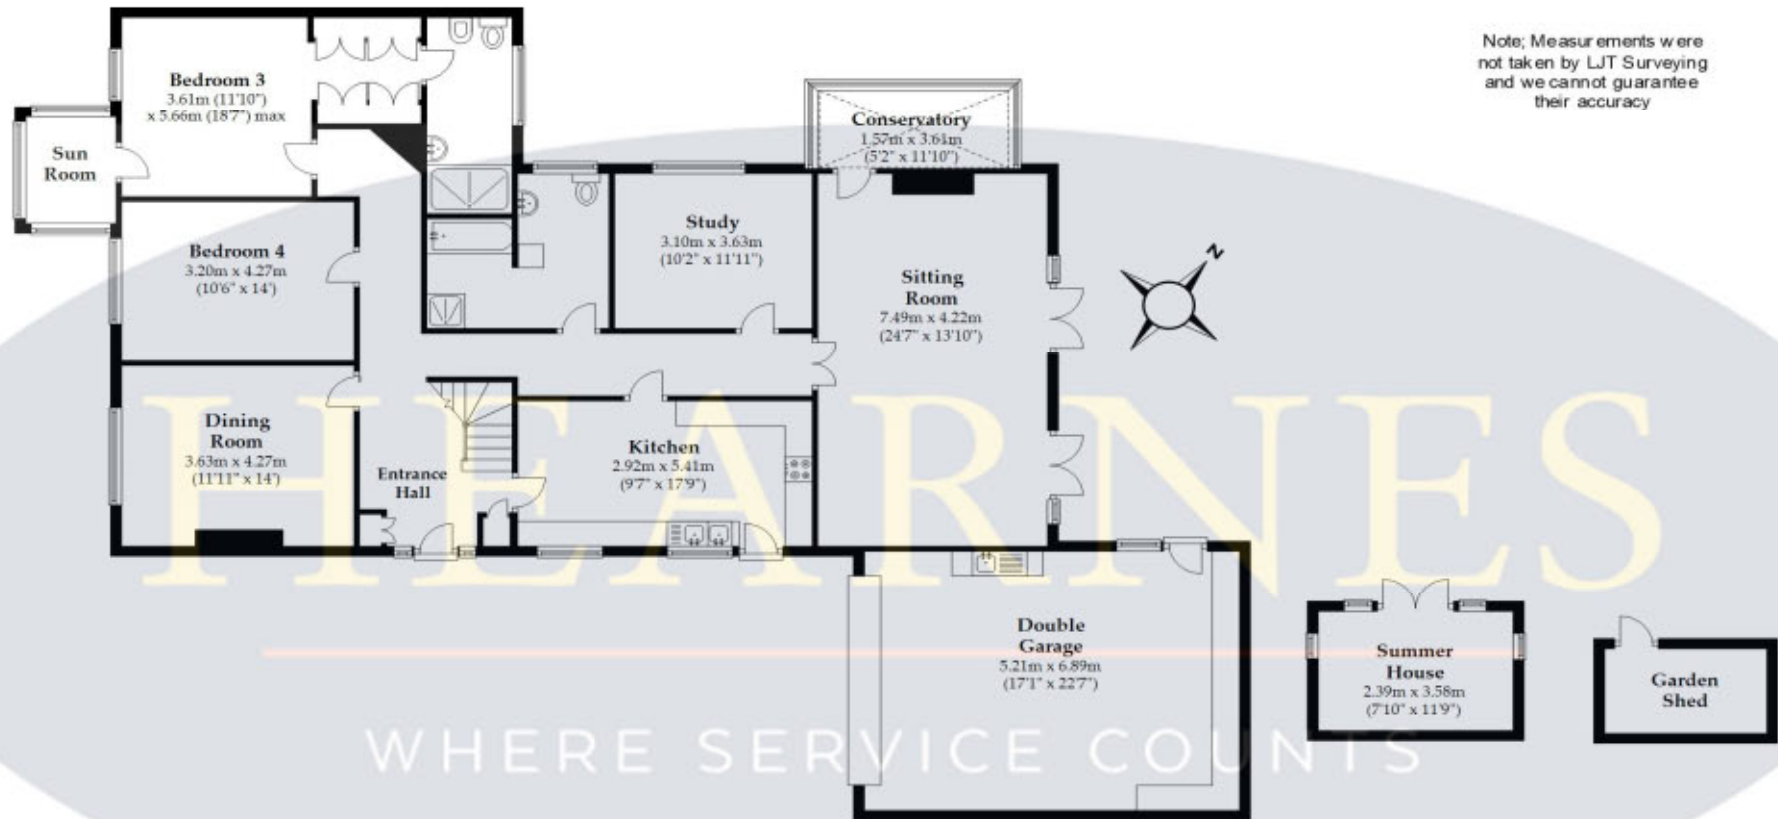 Note; Measurements were
not taken by LJT Surveying
and we cannot guarantee
their accuracy
Bedroom 3
3.61m (11'10")
x 5.66m (18'7") max
Sun
Room
Conservatory
1.57m x 3.61m
(5'2" x 11'10")
Bedroom 4
3.20m x 4.27m
(10'6" x 14')
Study
3.10m x 3.63m
(10'2" x 11'11")
Sitting
Room
7.49m x 4.22m
(24'7" x 13'10")
N
Dining
Room
3.63m x 4.27m
(11'11" x 14')
Entrance
Hall
Kitchen
2.92m x 5.41m
(9'7" x 17'9")
HEARNES
Double
Garage
5.21m x 6.89m
(17'1" x 22'7")
Summer
House
2.39m x 3.58m
(7'10" x 11'9")
Garden
Shed
WHERE SERVICE COUNTS